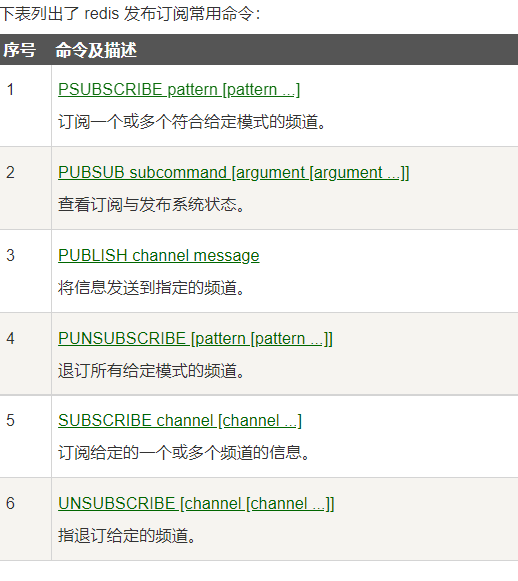 下表列出了 redis 发布订阅常用命令：
序号 命令及描述
1 PSUBSCRIBE pattern [pattern ...]
订阅一个或多个符合给定模式的频道。
2 PUBSUB subcommand [argument [argument ...]]
查看订阅与发布系统状态。
3 PUBLISH channel message
将信息发送到指定的频道。
4 PUNSUBSCRIBE [pattern [pattern ...]]
退订所有给定模式的频道。
5 SUBSCRIBE channel [channel ...]
订阅给定的一个或多个频道的信息。
6 UNSUBSCRIBE [channel [channel ...]]
指退订给定的频道。